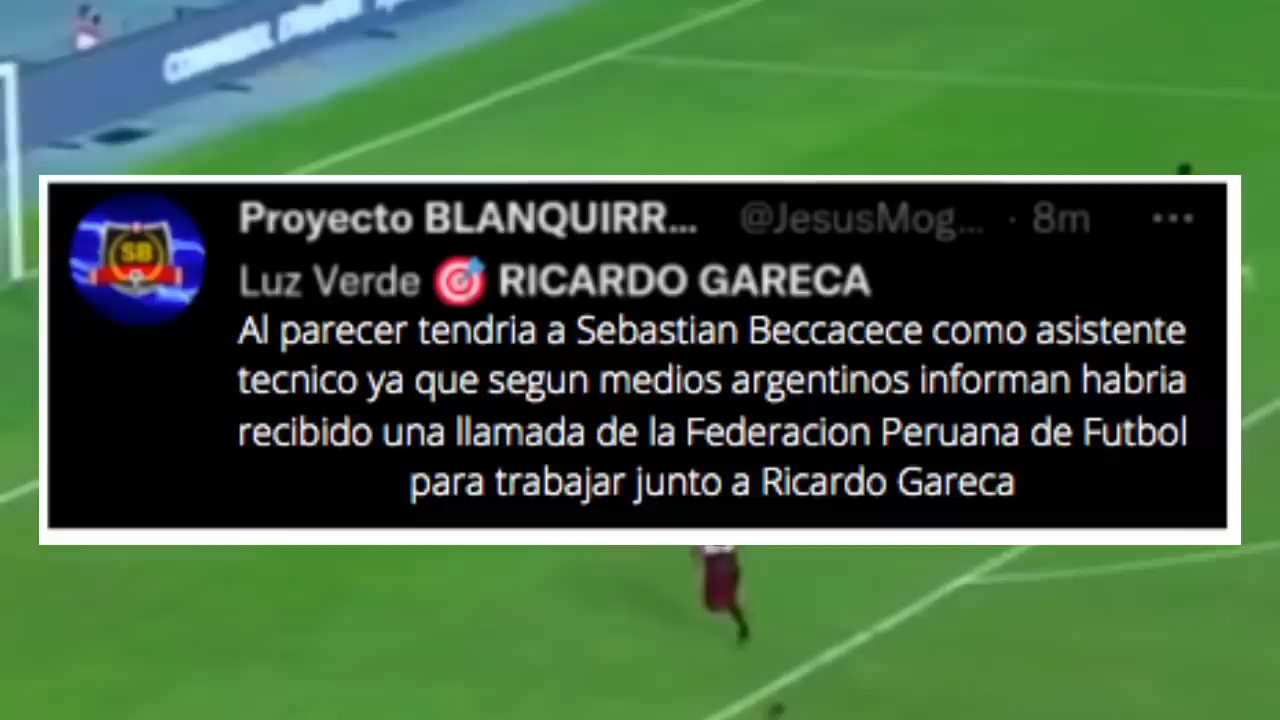 Proyecto BLANQUIRR... @JesusMog... · 8m ...
Luz Verde 🎯 RICARDO GARECA
Al parecer tendria a Sebastian Beccacece como asistente
tecnico ya que segun medios argentinos informan habria
recibido una llamada de la Federacion Peruana de Futbol
para trabajar junto a Ricardo Gareca
SB